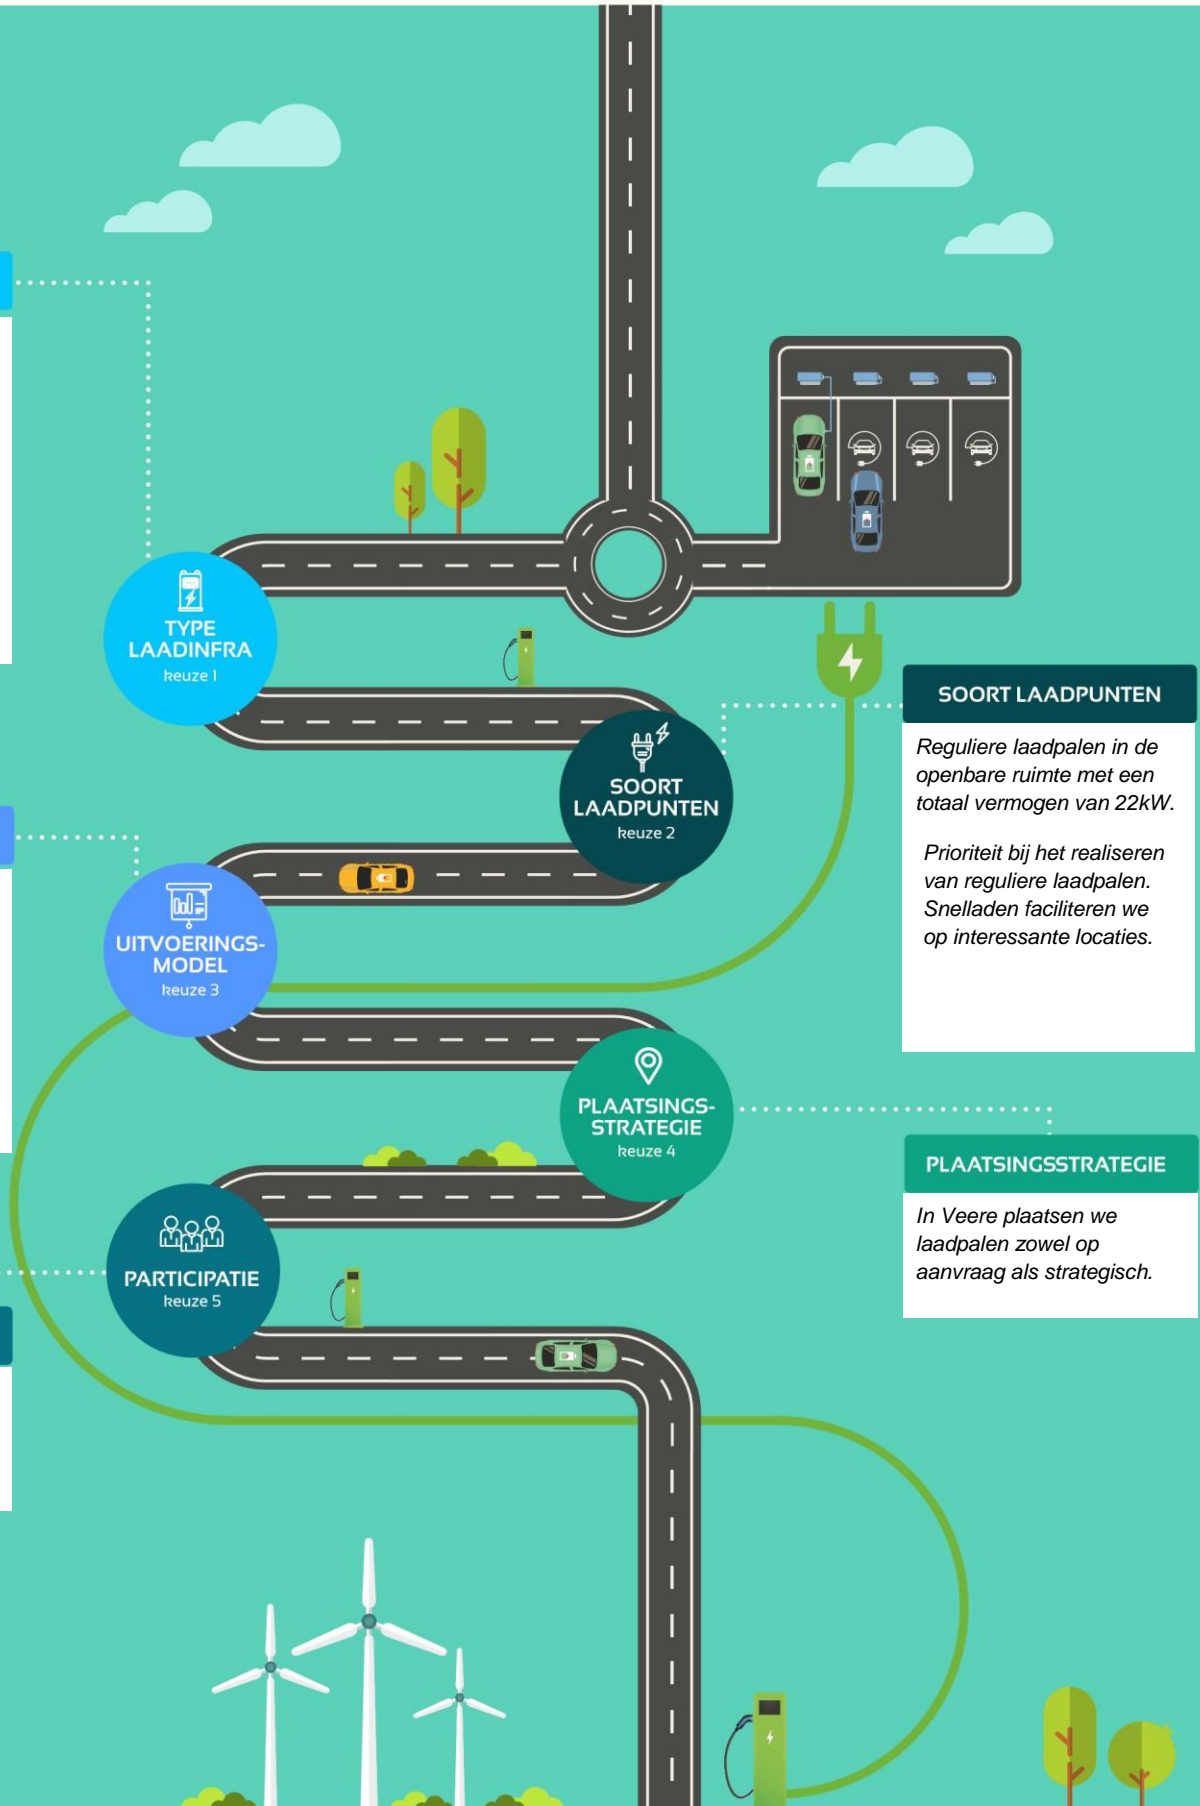 TYPE
LAADINFRA
keuze 1
SOORT
LAADPUNTEN
keuze 2
SOORT LAADPUNTEN
Reguliere laadpalen in de
openbare ruimte met een
totaal vermogen van 22kW.
Prioriteit bij het realiseren
van reguliere laadpalen.
Snelladen faciliteren we
op interessante locaties.
UITVOERINGS-
MODEL
keuze 3
PLAATSINGS-
STRATEGIE
keuze 4
PLAATSINGSSTRATEGIE
In Veere plaatsen we
laadpalen zowel op
aanvraag als strategisch.
PARTICIPATIE
keuze 5